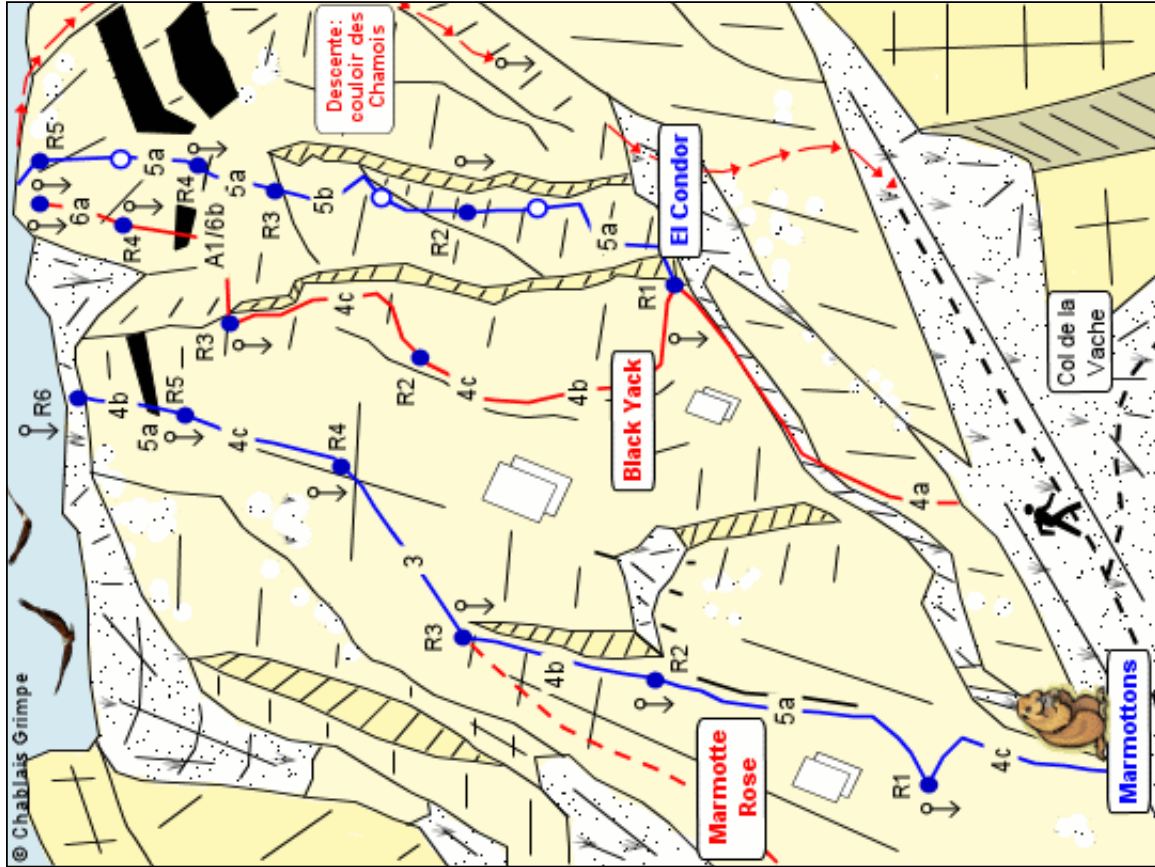 © Chablais Grimpe
R6
R5
6a
5a
R4
R4
Descente:
couloir des
Chamois
A1/6b
5a
R3
5b
R3
4c
R2
R2
4c
5a
R1
El Condor
4b
Black Yack
4b
R5
5a
4c
R4
3
R3
4b
R2
5a
Marmotte
Rose
R1
4c
Marmottons
4a
Col de la
Vache